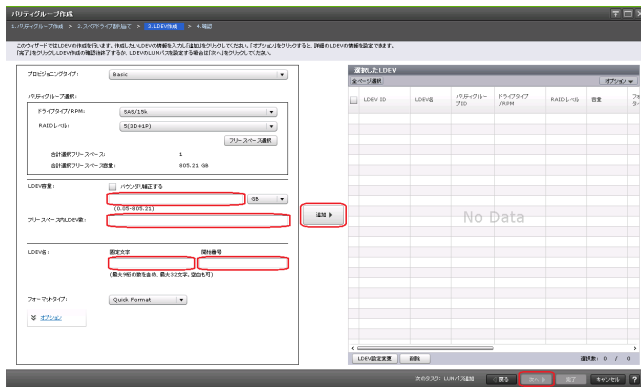 パリティグループ作成
1.パリティグループ作成 > 2.スペアドライブ割り当て > 3.LDEV作成 > 4.確認
このウィザードではLDEVの作成を行います。作成したいLDEVの情報を入力し「追加」をクリックしてください。「オプション」をクリックすると、詳細のLDEVの情報を設定できます。
「完了」をクリックしLDEV作成の確認後終了するか、LDEVのLUNパスを設定する場合は「次へ」をクリックしてください。
プロビジョニングタイプ: Basic
パリティグループ選択:
ドライブタイプ/RPM: SAS/15k
RAIDレベル: 5(3D+1P)
フリースペース選択
合計選択フリースペース: 1
合計選択フリースペース容量: 805.21 GB
LDEV容量: バウンダリ補正する
GB
(0.05-805.21)
フリースペース内LDEV数:
LDEV名: 固定文字 開始番号
(最大9桁の数を含め、最大32文字。空白も可)
フォーマットタイプ: Quick Format
オプション
追加
選択したLDEV
全ページ選択 オプション
LDEV ID LDEV名 パリティグループID ドライブタイプ/RPM RAIDレベル 容量
No Data
LDEV設定変更 削除 選択数: 0 / 0
次のタスク: LUNパス追加 戻る 次へ 完了 キャンセル ?